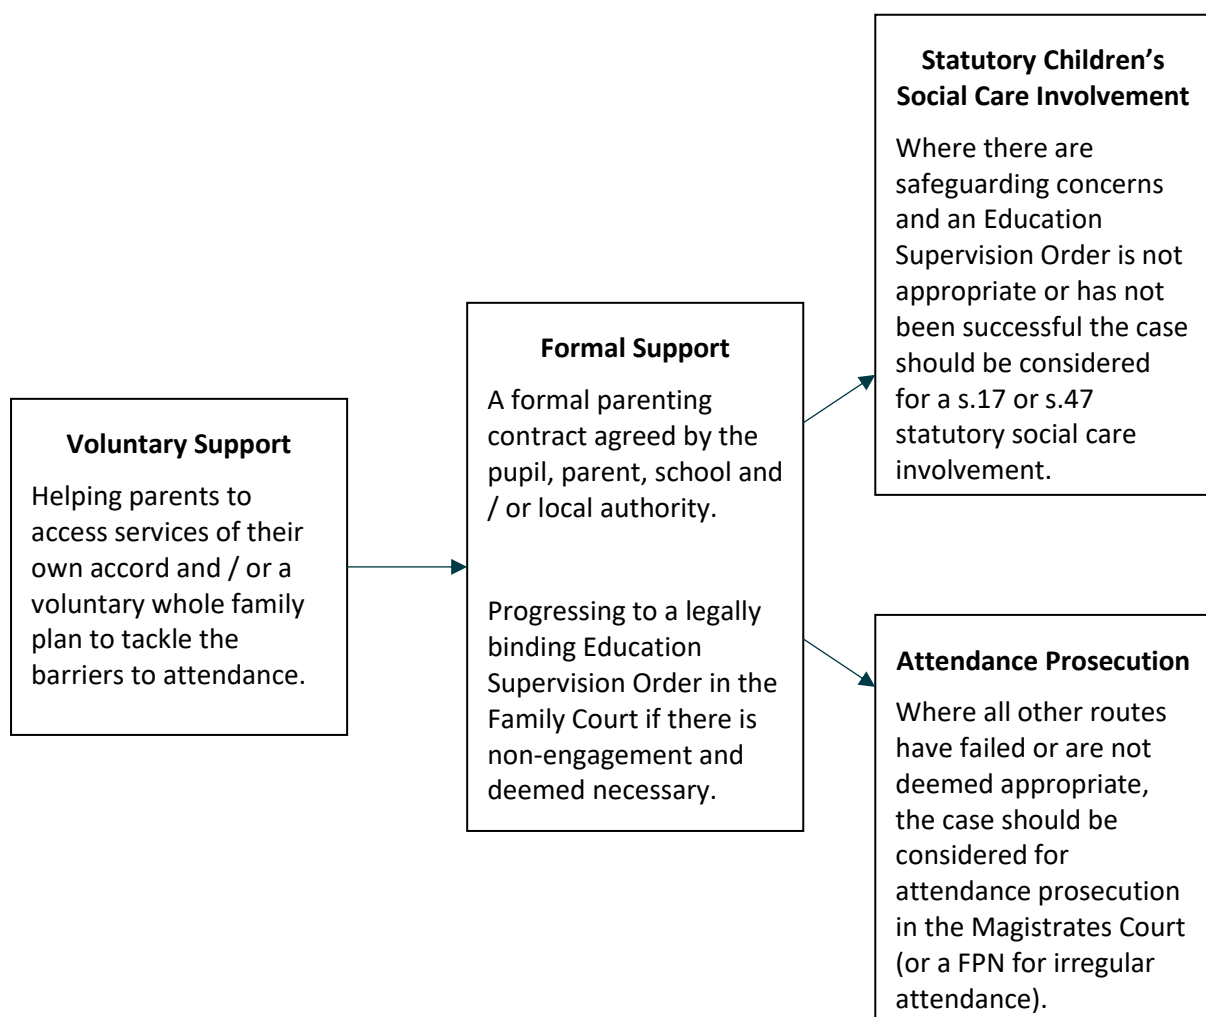 Voluntary Support
Helping parents to
access services of their
own accord and / or a
voluntary whole family
plan to tackle the
barriers to attendance.
Formal Support
A formal parenting
contract agreed by the
pupil, parent, school and
/ or local authority.
Progressing to a legally
binding Education
Supervision Order in the
Family Court if there is
non-engagement and
deemed necessary.
Statutory Children’s
Social Care Involvement
Where there are
safeguarding concerns
and an Education
Supervision Order is not
appropriate or has not
been successful the case
should be considered
for a s.17 or s.47
statutory social care
involvement.
Attendance Prosecution
Where all other routes
have failed or are not
deemed appropriate,
the case should be
considered for
attendance prosecution
in the Magistrates Court
(or a FPN for irregular
attendance).